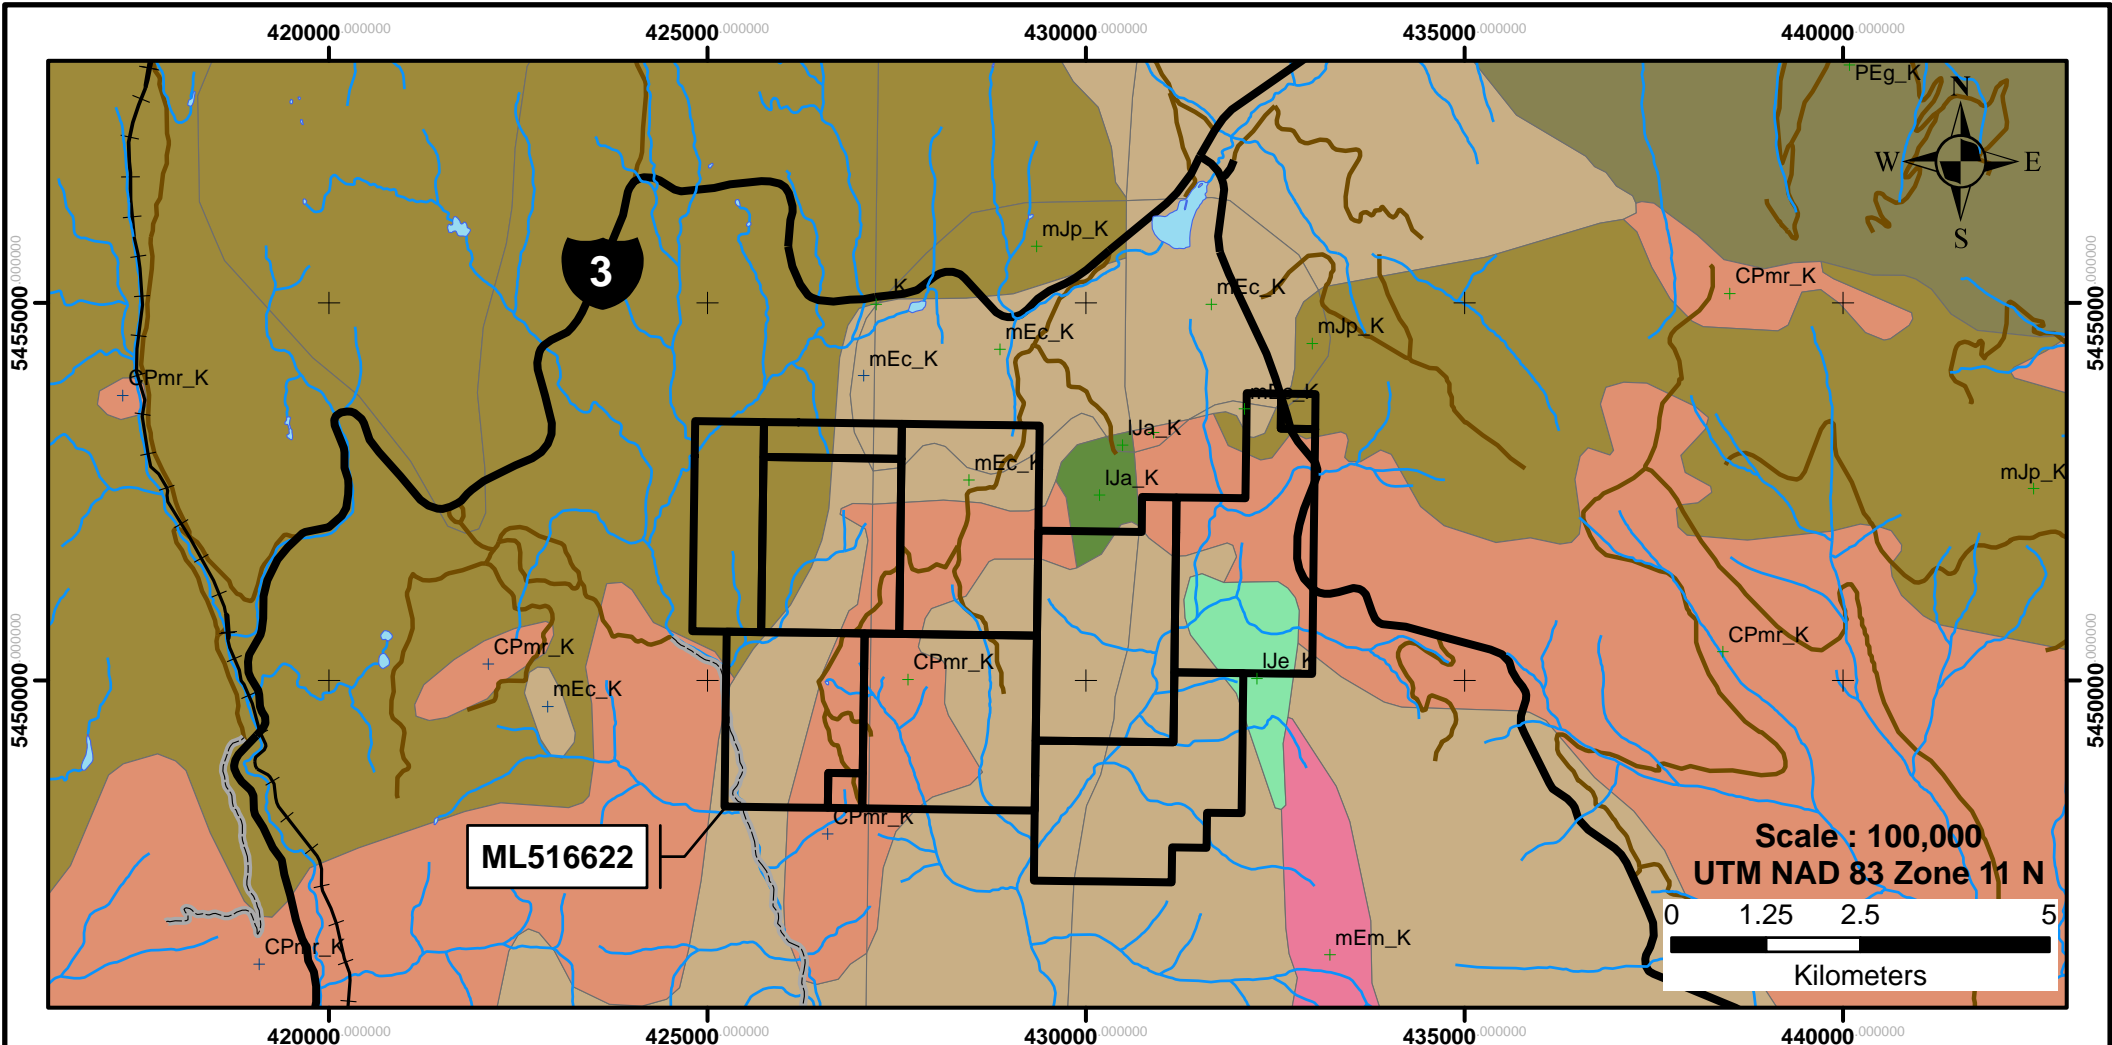 420000.000000 425000.000000 430000.000000 435000.000000 440000.000000
PEg_K
N
W E
S
mJp_K
3
CPmr_K
K
mEc_K
5455000.000000
5455000.000000
mJp_K
mEc_K
mEc_K
CPmr_K
lJa_K
mEc_K
mJp_K
lJa_K
CPmr_K
CPmr_K
CPmr_K
lJe_K
mEc_K
5450000.000000
5450000.000000
CPmr_K
Scale : 100,000
ML516622
UTM NAD 83 Zone 11 N
0 1.25 2.5 5
CPmr_K
mEm_K
Kilometers
420000.000000 425000.000000 430000.000000 435000.000000 440000.000000